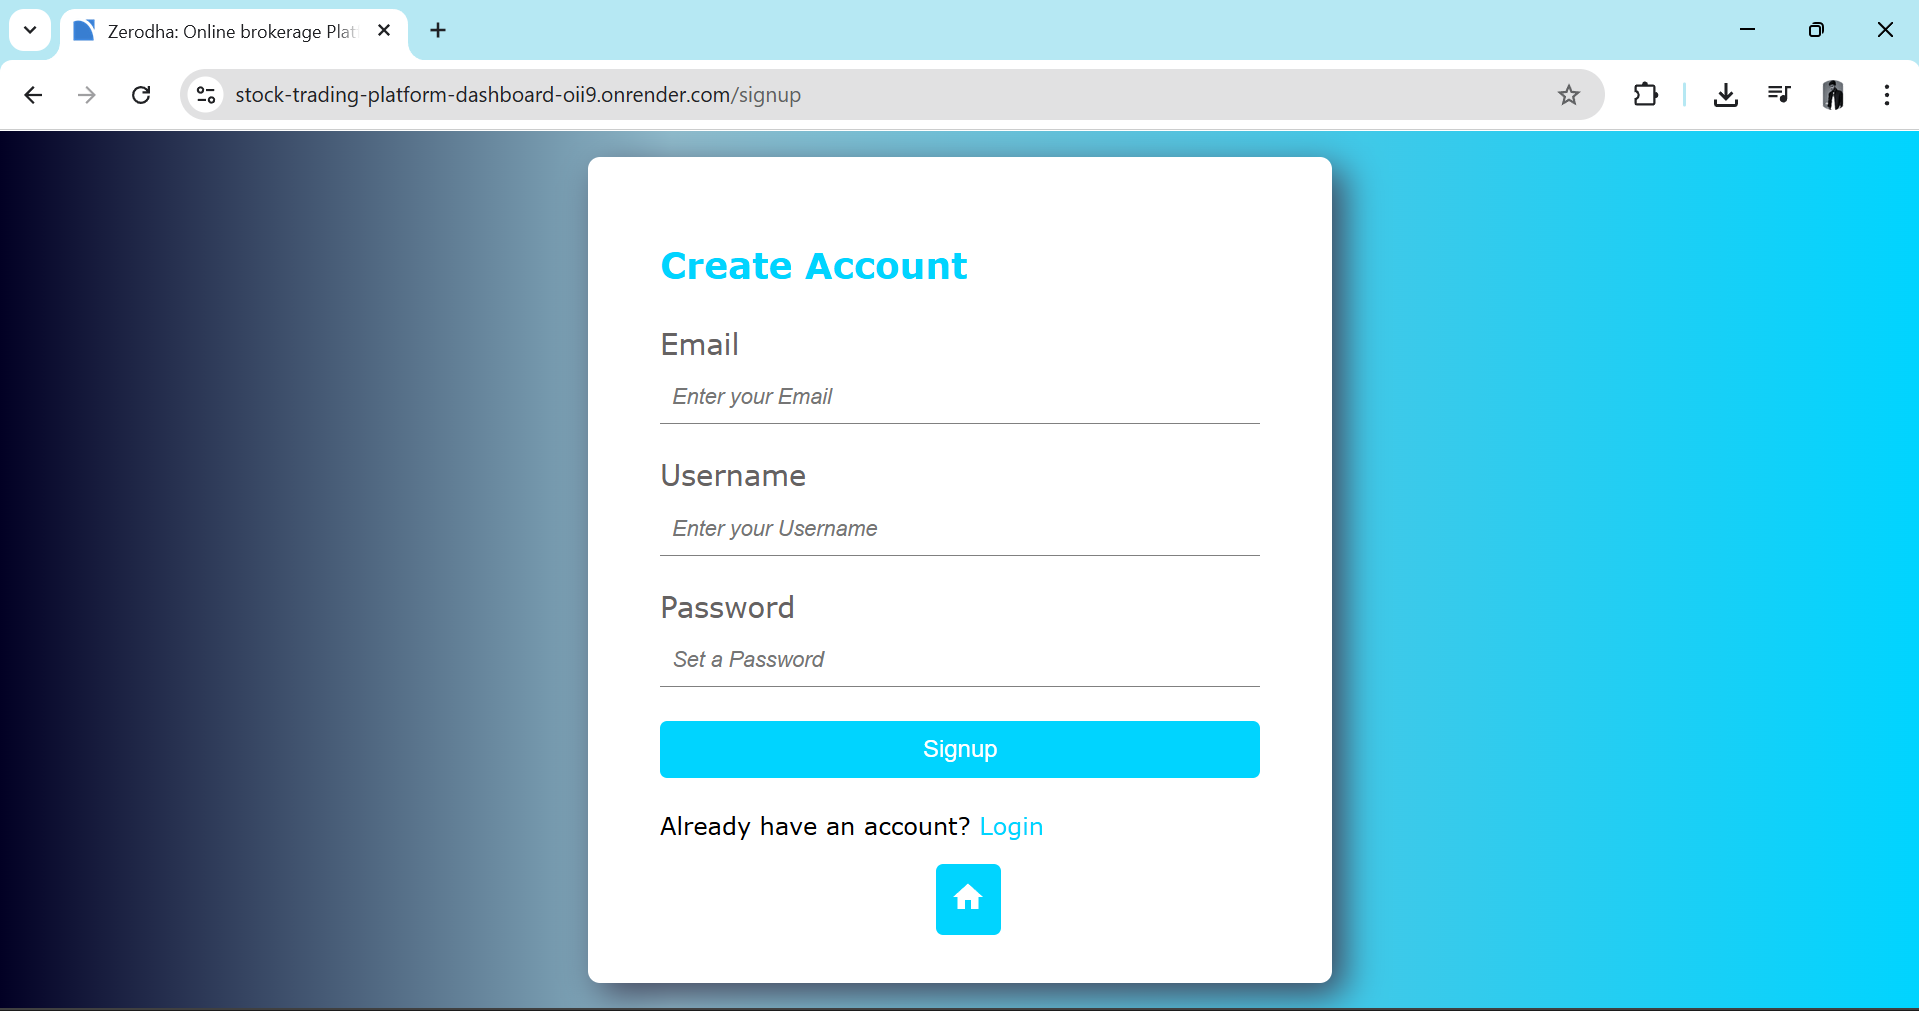 Zerodha: Online brokerage Plat
stock-trading-platform-dashboard-oii9.onrender.com/signup
Create Account
Email
Enter your Email
Username
Enter your Username
Password
Set a Password
Signup
Already have an account? Login